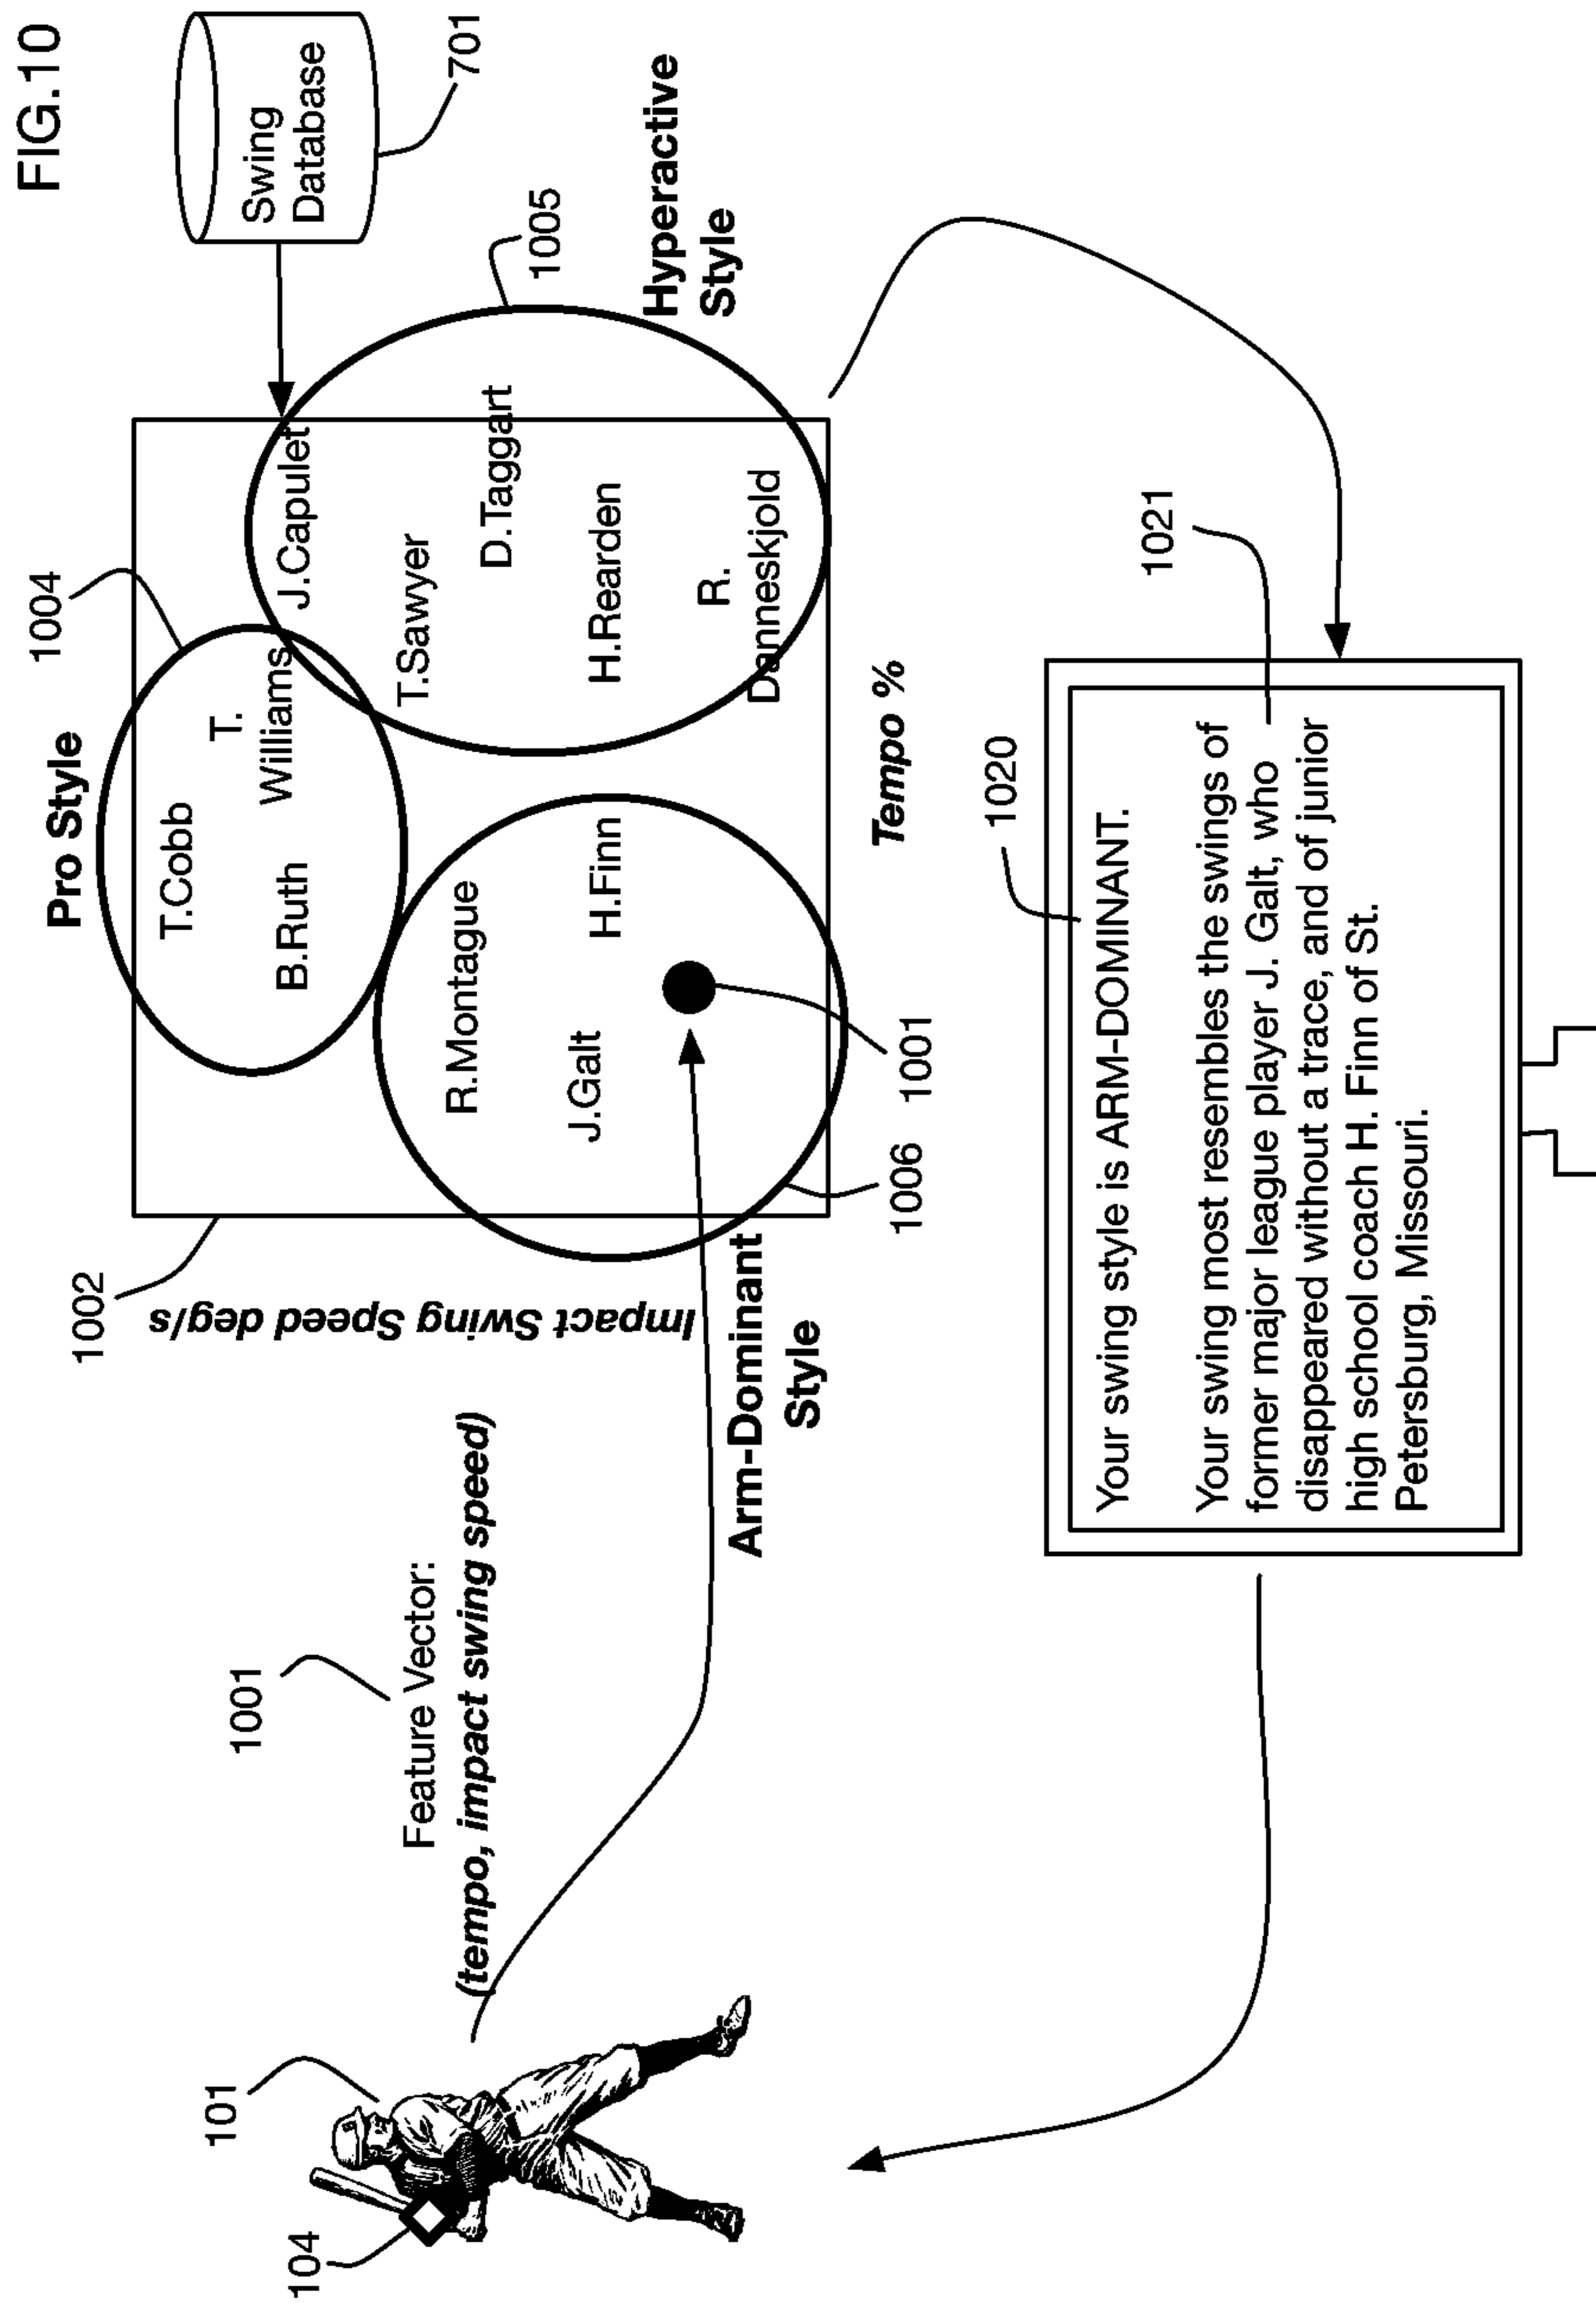 FIG.10
Swing
Database
701
Pro Style
1004
1002
Impact Swing Speed deg/s
T.Cobb
T.
Williams
B.Ruth
J.Capulet
T.Sawyer
D.Taggart
H.Rearden
R.
Danneskjold
1005
Hyperactive
Style
R.Montague
H.Finn
J.Galt
1001
Feature Vector:
(tempo, impact swing speed)
101
104
Arm-Dominant
Style
1006
1001
Tempo %
1020
1021
Your swing style is ARM-DOMINANT.
Your swing most resembles the swings of
former major league player J. Galt, who
disappeared without a trace, and of junior
high school coach H. Finn of St.
Petersburg, Missouri.